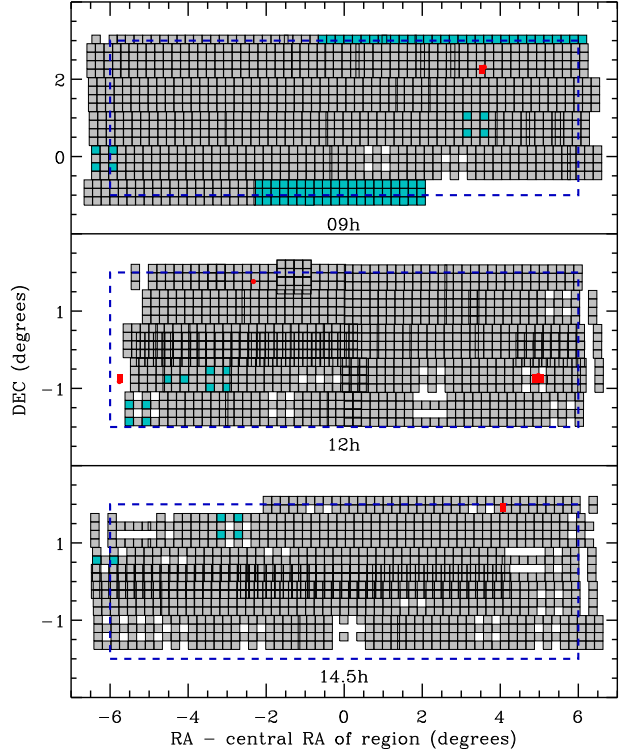 2
0
09h
1
-1
12h
DEC (degrees)
1
-1
14.5h
-6 -4 -2 0 2 4 6
RA - central RA of region (degrees)